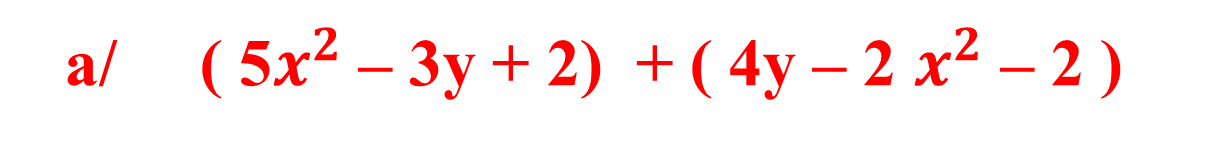 a/ ( 5x² – 3y + 2) + ( 4y – 2 x² – 2 )